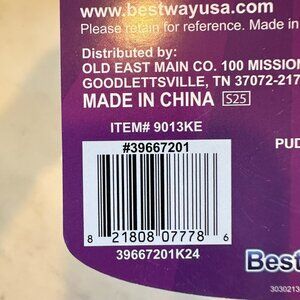 www.bestwayusa.com
Please retain for reference. Made in
Distributed by:
OLD EAST MAIN CO. 100 MISSION
GOODLETTSVILLE, TN 37072-217
MADE IN CHINA S25
ITEM# 9013KE
#39667201
PUD
8 21808 07778 6
39667201K24
Best
3030213